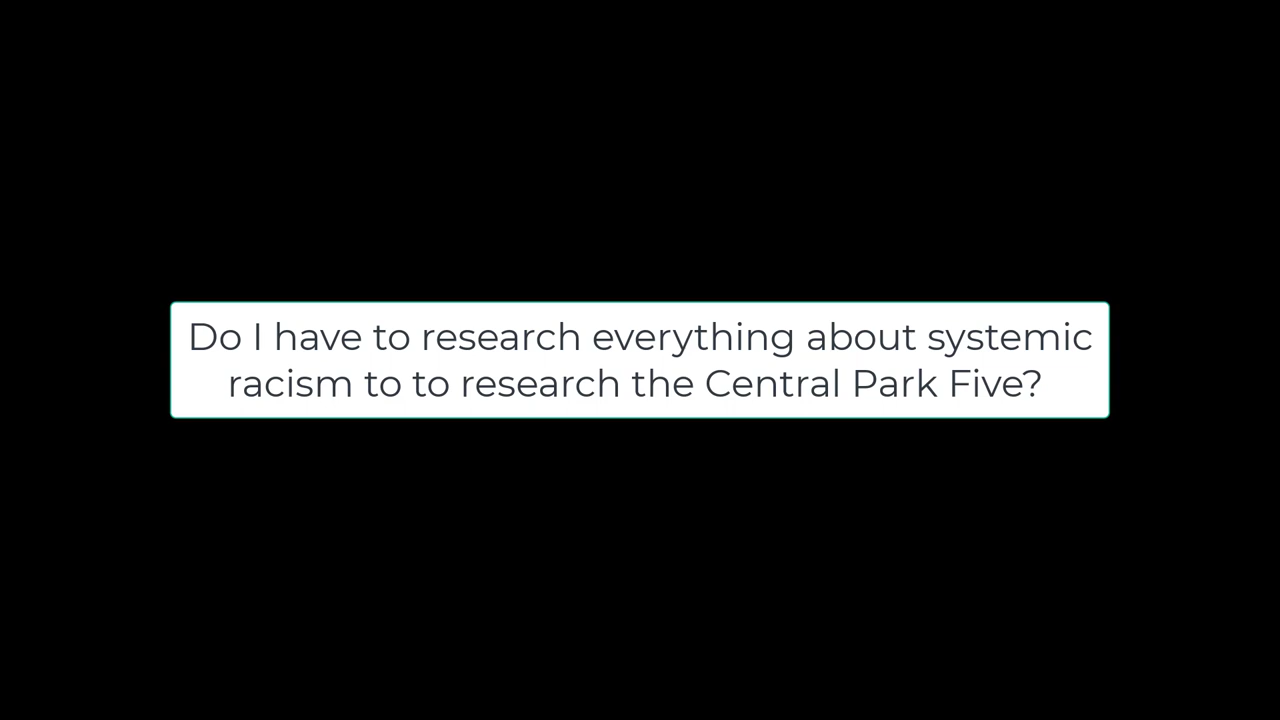 Do I have to research everything about systemic
racism to to research the Central Park Five?